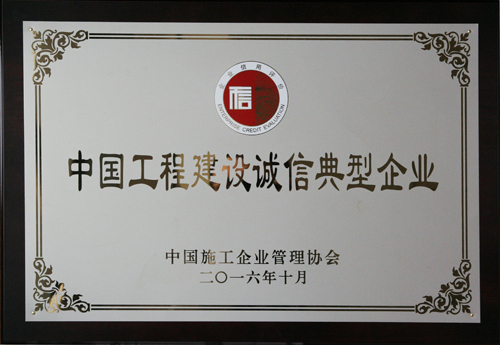 企业信用评价
信
ENTERPRISE CREDIT EVALUATION
中国工程建设诚信典型企业
中国施工企业管理协会
二〇一六年十月